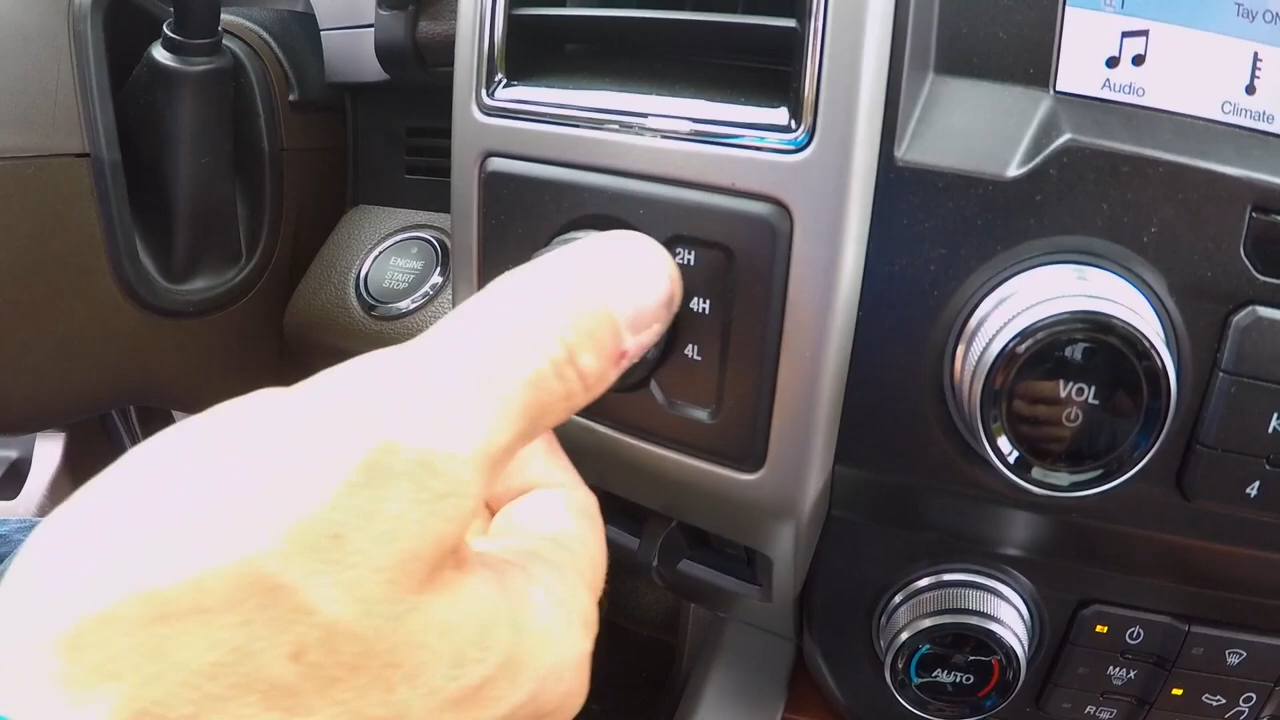 Tay ON
Audio
Climate
ENGINE
START
STOP
2H
4H
4L
VOL
4
AUTO
MAX
R